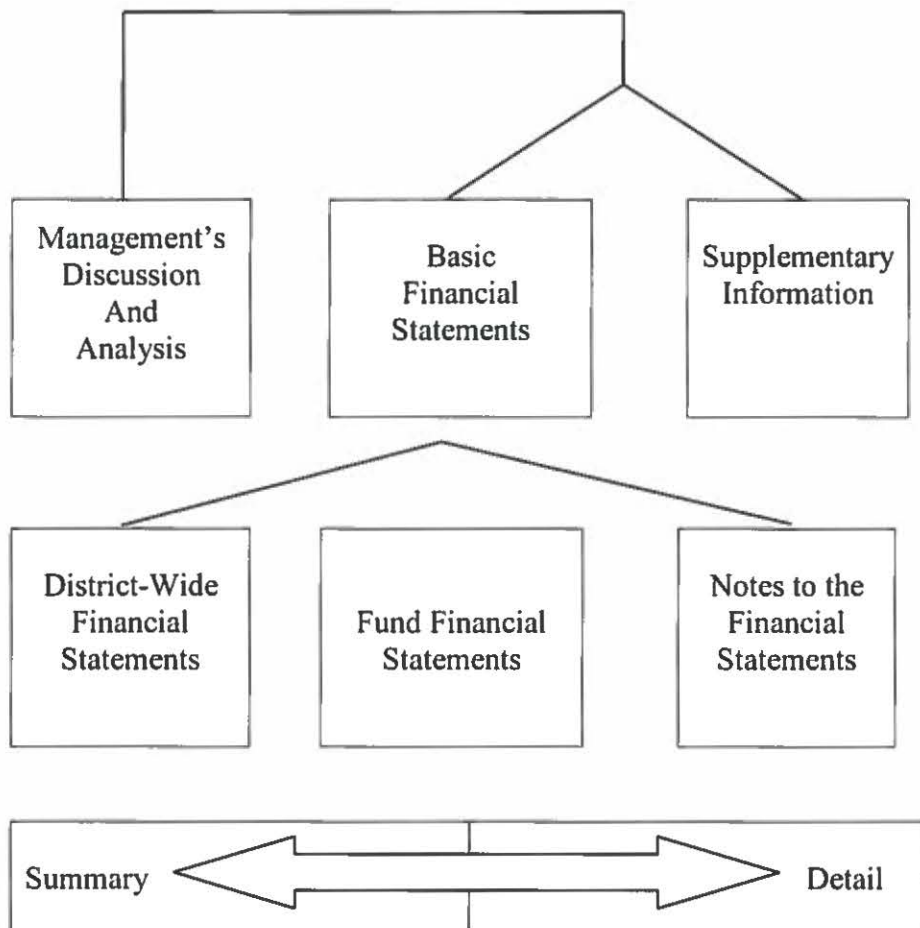 Management's
Discussion
And
Analysis
Basic
Financial
Statements
Supplementary
Information
District-Wide
Financial
Statements
Fund Financial
Statements
Notes to the
Financial
Statements
Summary
Detail